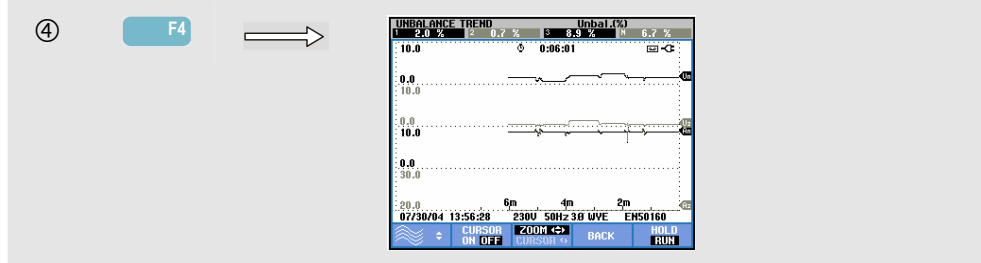 ④ F4
UNBALANCE TREND Unbal.(%)
1 2.0 % 2 0.7 % 3 8.9 % N 6.7 %
10.0 0:06:01
0.0
10.0
0.0
10.0
0.0
30.0
20.0
6m 4m 2m
07/30/04 13:56:28 230V 50Hz 3Ø WYE EN50160
CURSOR ZOOM BACK HOLD
ON OFF CURSOR RUN